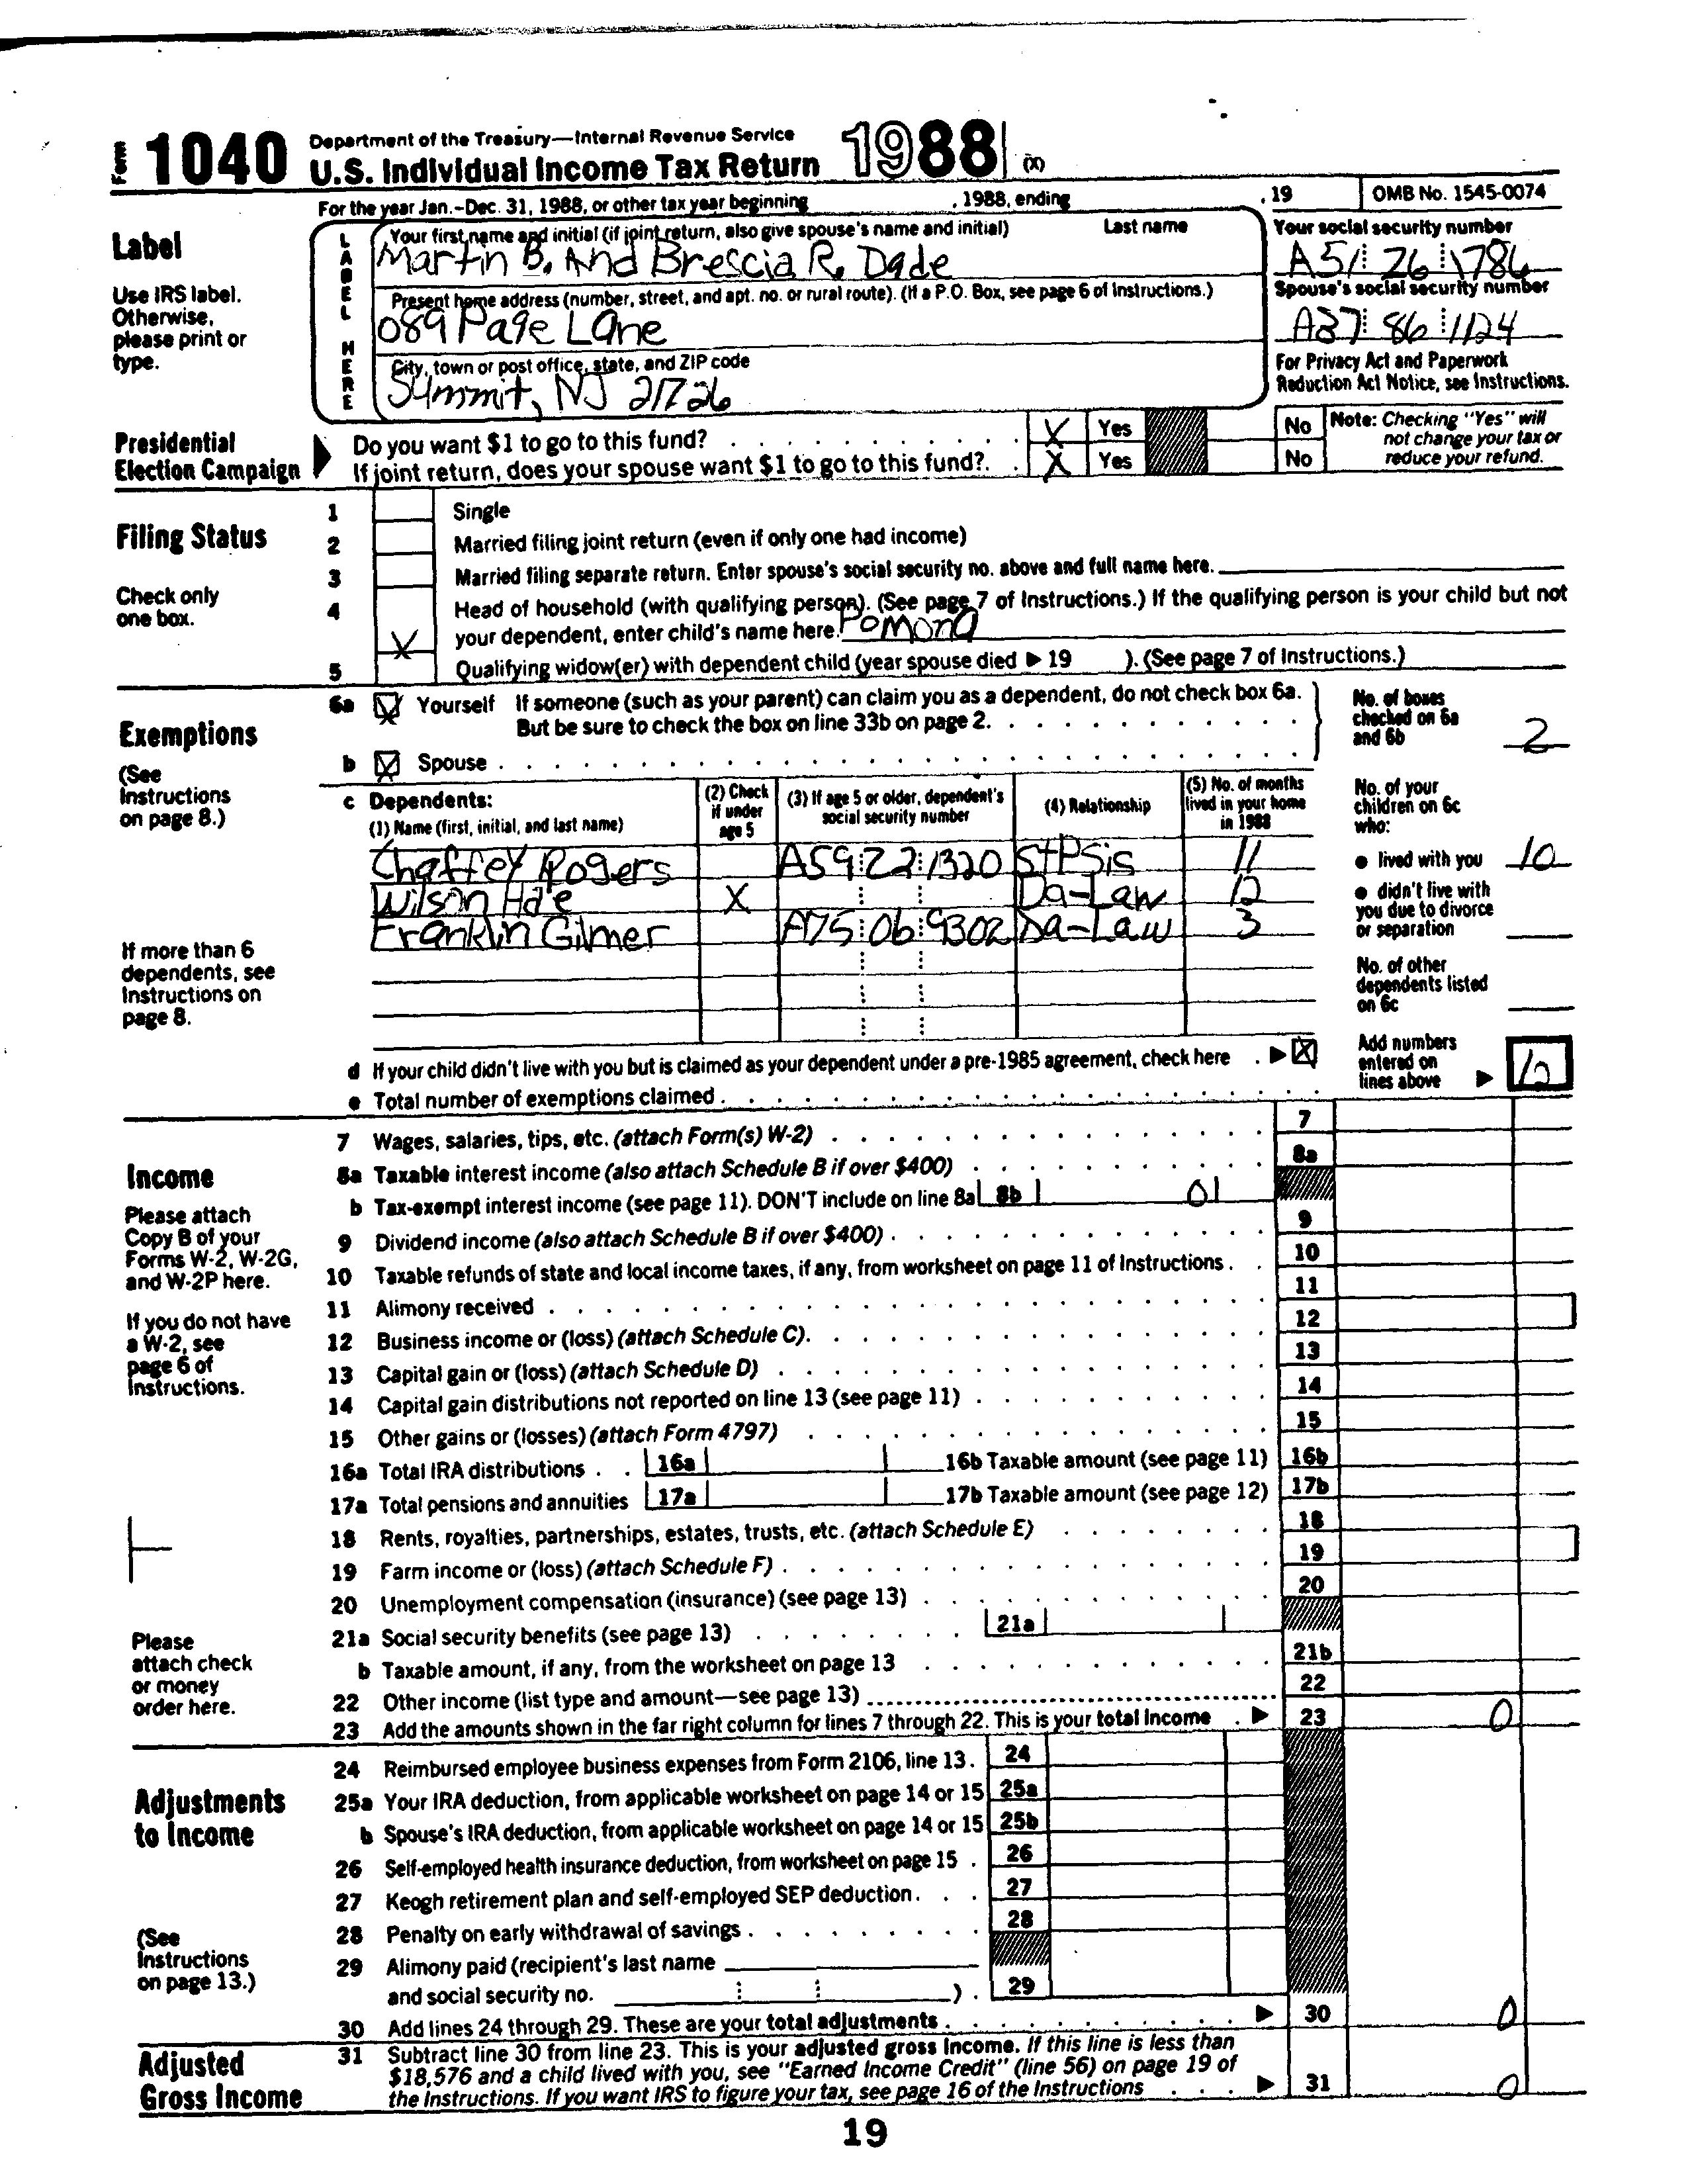 Form 1040 Department of the Treasury—Internal Revenue Service
U.S. Individual Income Tax Return 1988 (X)
For the year Jan.-Dec. 31, 1988, or other tax year beginning , 1988, ending , 19 OMB No. 1545-0074
Label
Use IRS label. Otherwise, please print or type.
LABEL HERE
Your first name and initial (if joint return, also give spouse's name and initial) Last name
Martin B. And Brescia R. Dade
Your social security number
A51 26 1786
Present home address (number, street, and apt. no. or rural route). (If a P.O. Box, see page 6 of Instructions.)
089 Page Lane
Spouse's social security number
A37 86 1124
City, town or post office, state, and ZIP code
Summit, NJ 21726
For Privacy Act and Paperwork
Reduction Act Notice, see Instructions.
Presidential
Election Campaign
Do you want $1 to go to this fund? X Yes No
If joint return, does your spouse want $1 to go to this fund?. X Yes No
Note: Checking "Yes" will
not change your tax or
reduce your refund.
Filing Status
Check only
one box.
1 Single
2 Married filing joint return (even if only one had income)
3 Married filing separate return. Enter spouse's social security no. above and full name here.
4 Head of household (with qualifying person). (See page 7 of Instructions.) If the qualifying person is your child but not
X your dependent, enter child's name here. Pomona
5 Qualifying widow(er) with dependent child (year spouse died ▶ 19 ). (See page 7 of Instructions.)
Exemptions
(See
Instructions
on page 8.)
6a X Yourself If someone (such as your parent) can claim you as a dependent, do not check box 6a.
But be sure to check the box on line 33b on page 2.
b X Spouse
No. of boxes
checked on 6a
and 6b 2
c Dependents:
(1) Name (first, initial, and last name)
(2) Check
if under
age 5
(3) If age 5 or older, dependent's
social security number
(4) Relationship
(5) No. of months
lived in your home
in 1988
Chaffey Rogers A59 22 1320 StPSis 11
Wilson Hale X Da-Law 12
Franklin Gilmer A75 06 9302 Da-Law 3
If more than 6
dependents, see
Instructions on
page 8.
No. of your
children on 6c
who:
● lived with you 10
● didn't live with
you due to divorce
or separation
No. of other
dependents listed
on 6c
d If your child didn't live with you but is claimed as your dependent under a pre-1985 agreement, check here . ▶ X
e Total number of exemptions claimed
Add numbers
entered on
lines above ▶ 12
Income
Please attach
Copy B of your
Forms W-2, W-2G,
and W-2P here.
If you do not have
a W-2, see
page 6 of
Instructions.
Please
attach check
or money
order here.
7 Wages, salaries, tips, etc. (attach Form(s) W-2) 7
8a Taxable interest income (also attach Schedule B if over $400) 8a
b Tax-exempt interest income (see page 11). DON'T include on line 8a 8b 0
9 Dividend income (also attach Schedule B if over $400) 9
10 Taxable refunds of state and local income taxes, if any, from worksheet on page 11 of Instructions 10
11 Alimony received 11
12 Business income or (loss) (attach Schedule C). 12
13 Capital gain or (loss) (attach Schedule D) 13
14 Capital gain distributions not reported on line 13 (see page 11) 14
15 Other gains or (losses) (attach Form 4797) 15
16a Total IRA distributions 16a 16b Taxable amount (see page 11) 16b
17a Total pensions and annuities 17a 17b Taxable amount (see page 12) 17b
18 Rents, royalties, partnerships, estates, trusts, etc. (attach Schedule E) 18
19 Farm income or (loss) (attach Schedule F) 19
20 Unemployment compensation (insurance) (see page 13) 20
21a Social security benefits (see page 13) 21a
b Taxable amount, if any, from the worksheet on page 13 21b
22 Other income (list type and amount—see page 13) 22
23 Add the amounts shown in the far right column for lines 7 through 22. This is your total income ▶ 23 0
Adjustments
to Income
(See
Instructions
on page 13.)
24 Reimbursed employee business expenses from Form 2106, line 13. 24
25a Your IRA deduction, from applicable worksheet on page 14 or 15 25a
b Spouse's IRA deduction, from applicable worksheet on page 14 or 15 25b
26 Self-employed health insurance deduction, from worksheet on page 15 26
27 Keogh retirement plan and self-employed SEP deduction 27
28 Penalty on early withdrawal of savings 28
29 Alimony paid (recipient's last name
and social security no. ) 29
30 Add lines 24 through 29. These are your total adjustments ▶ 30 0
Adjusted
Gross Income
31 Subtract line 30 from line 23. This is your adjusted gross income. If this line is less than
$18,576 and a child lived with you, see "Earned Income Credit" (line 56) on page 19 of
the Instructions. If you want IRS to figure your tax, see page 16 of the Instructions ▶ 31 0
19